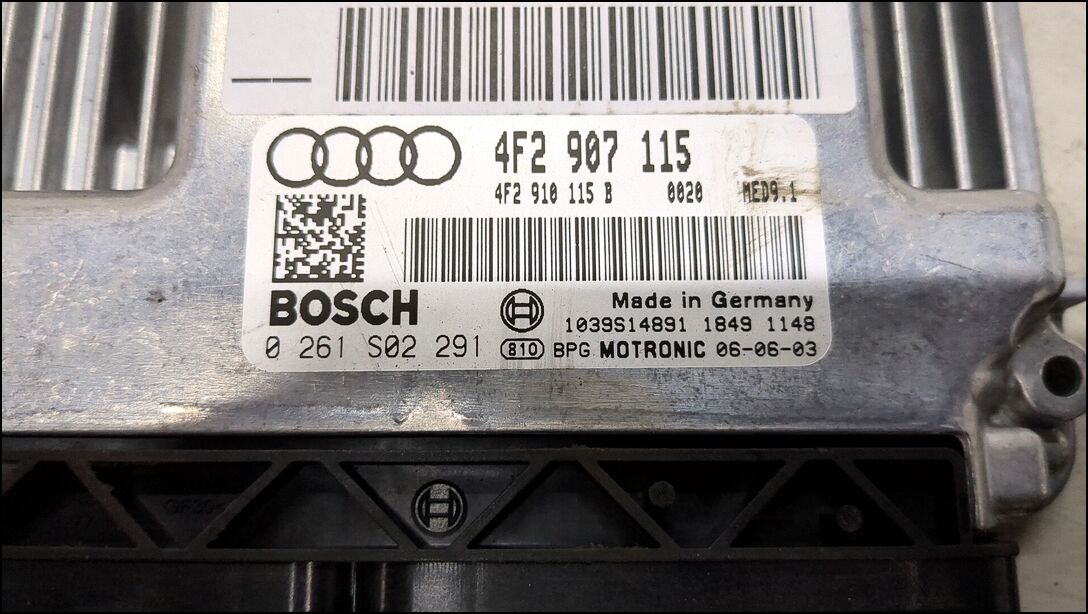 4F2 907 115
4F2 910 115 B 0020 MED9.1
BOSCH
Made in Germany
1039S14891 1849 1148
0 261 S02 291 810 BPG MOTRONIC 06-06-03